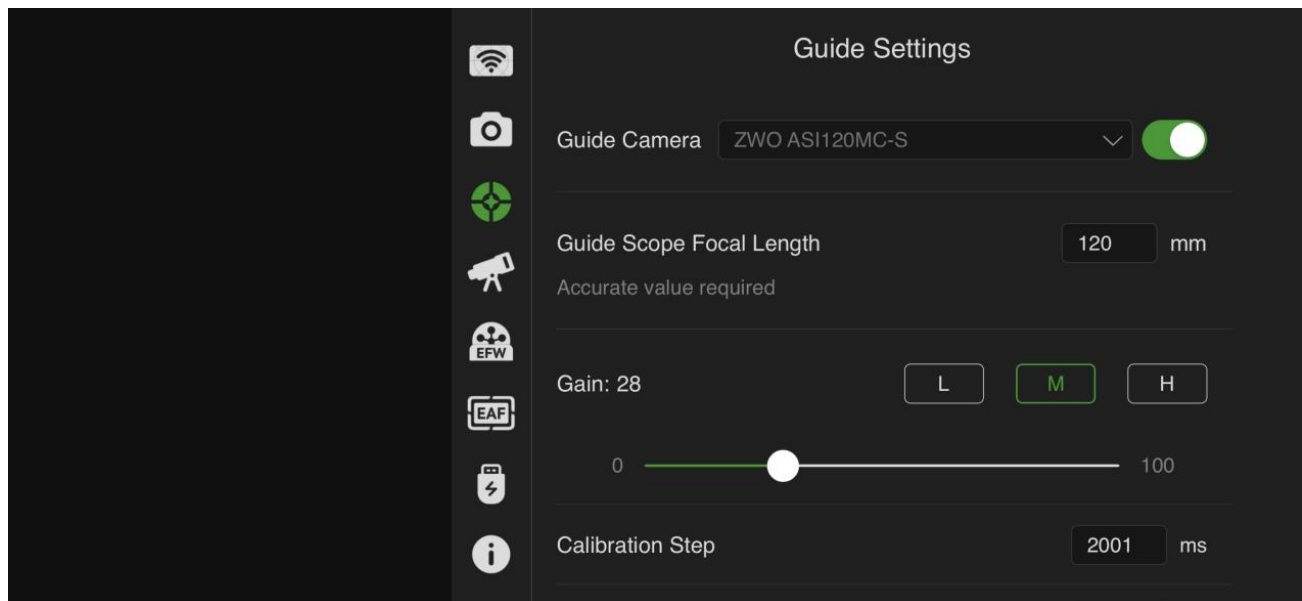 Guide Settings
Guide Camera ZWO ASI120MC-S
Guide Scope Focal Length 120 mm
Accurate value required
EFW
Gain: 28 L M H
EAF
0 100
Calibration Step 2001 ms